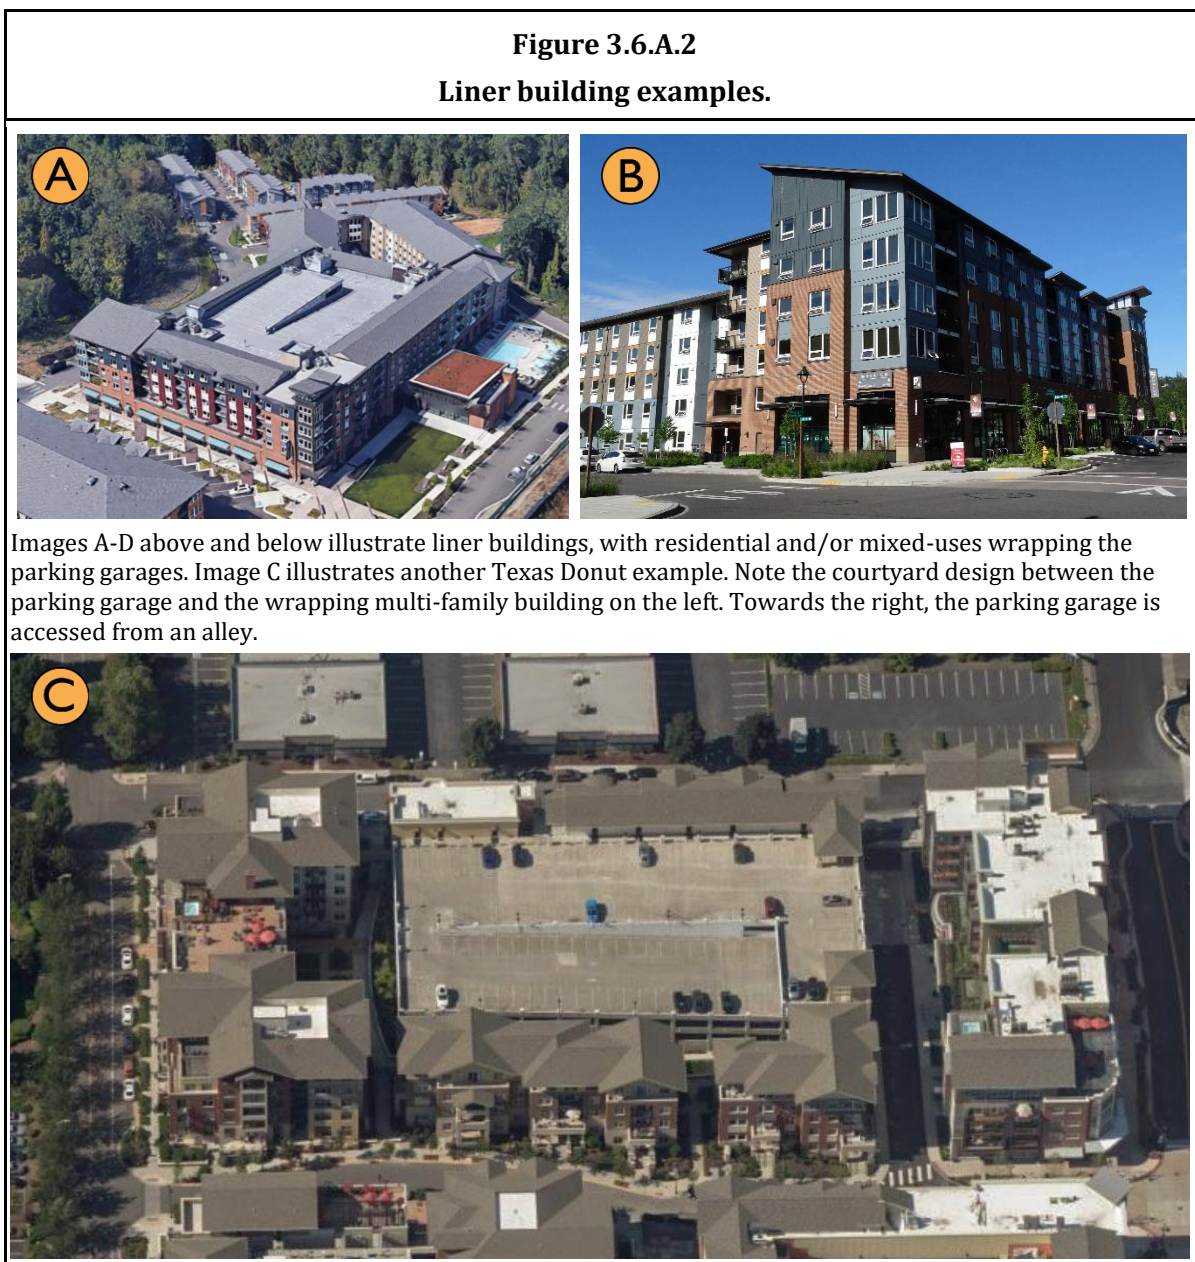 Figure 3.6.A.2
Liner building examples.
A
B
Images A-D above and below illustrate liner buildings, with residential and/or mixed-uses wrapping the
parking garages. Image C illustrates another Texas Donut example. Note the courtyard design between the
parking garage and the wrapping multi-family building on the left. Towards the right, the parking garage is
accessed from an alley.
C